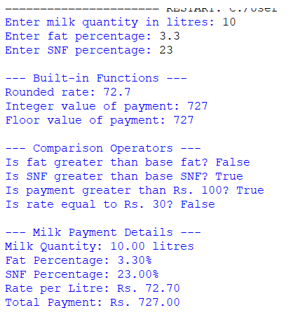 Enter milk quantity in litres: 10
Enter fat percentage: 3.3
Enter SNF percentage: 23

--- Built-in Functions ---
Rounded rate: 72.7
Integer value of payment: 727
Floor value of payment: 727

--- Comparison Operators ---
Is fat greater than base fat? False
Is SNF greater than base SNF? True
Is payment greater than Rs. 100? True
Is rate equal to Rs. 30? False

--- Milk Payment Details ---
Milk Quantity: 10.00 litres
Fat Percentage: 3.30%
SNF Percentage: 23.00%
Rate per Litre: Rs. 72.70
Total Payment: Rs. 727.00